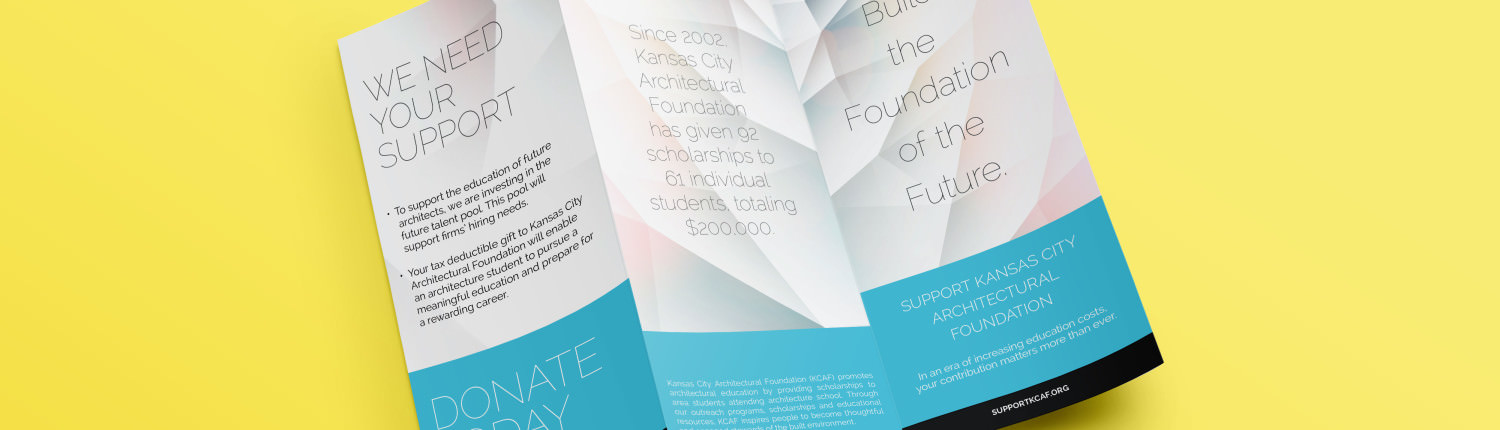 WE NEED
YOUR
SUPPORT
• To support the education of future
architects, we are investing in the
future talent pool. This pool will
support firms' hiring needs.
• Your tax deductible gift to Kansas City
Architectural Foundation will enable
an architecture student to pursue a
meaningful education and prepare for
a rewarding career.
DONATE
Since 2002,
Kansas City
Architectural
Foundation
has given 92
scholarships to
61 individual
students, totaling
$200,000.
Kansas City Architectural Foundation (KCAF) promotes
architectural education by providing scholarships to
area students attending architecture school. Through
our outreach programs, scholarships and educational
resources, KCAF inspires people to become thoughtful
of the built environment.
the
Foundation
of the
Future.
SUPPORT KANSAS CITY
ARCHITECTURAL
FOUNDATION
In an era of increasing education costs,
your contribution matters more than ever.
SUPPORTKCAF.ORG